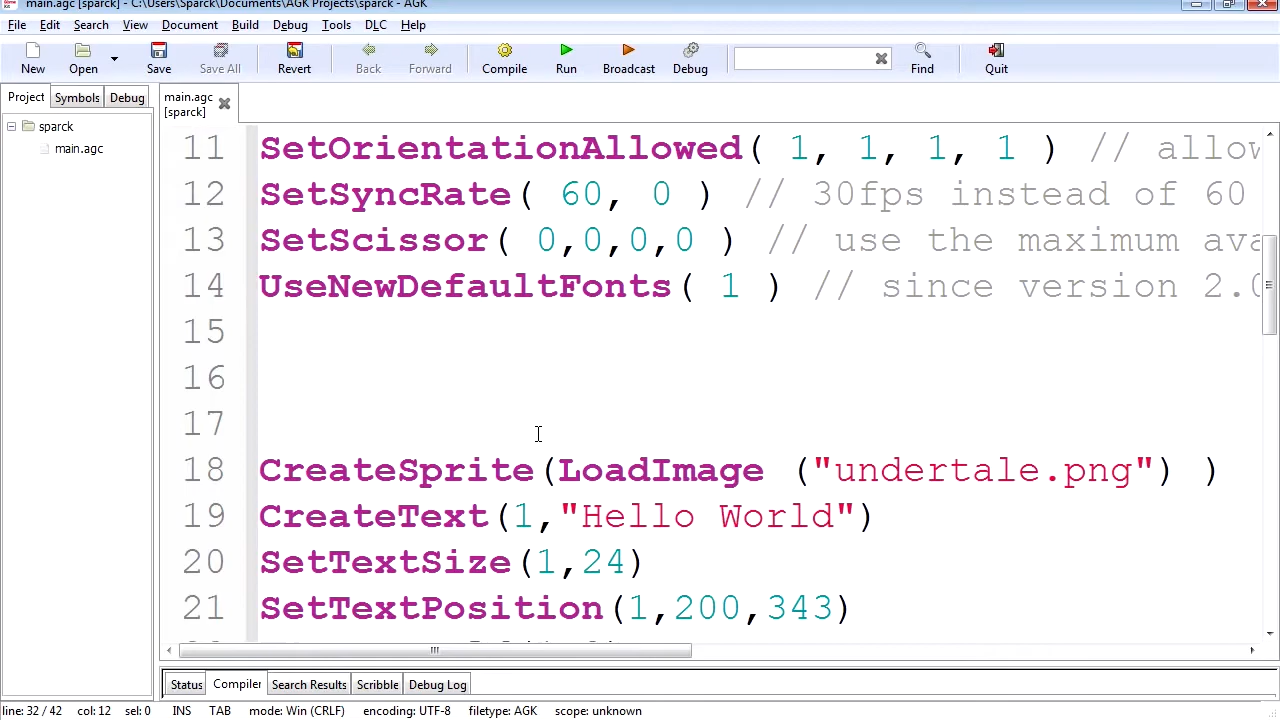 main.agc [sparck] - C:\Users\Sparck\Documents\AGK Projects\sparck - AGK
File Edit Search View Document Build Debug Tools DLC Help
New Open Save Save All Revert Back Forward Compile Run Broadcast Debug Find Quit
Project Symbols Debug
main.agc
[sparck]
sparck
main.agc
11 SetOrientationAllowed( 1, 1, 1, 1 ) // allow
12 SetSyncRate( 60, 0 ) // 30fps instead of 60
13 SetScissor( 0,0,0,0 ) // use the maximum ava
14 UseNewDefaultFonts( 1 ) // since version 2.0
15
16
17
18 CreateSprite(LoadImage ("undertale.png") )
19 CreateText(1,"Hello World")
20 SetTextSize(1,24)
21 SetTextPosition(1,200,343)
Status Compiler Search Results Scribble Debug Log
line: 32 / 42 col: 12 sel: 0 INS TAB mode: Win (CRLF) encoding: UTF-8 filetype: AGK scope: unknown